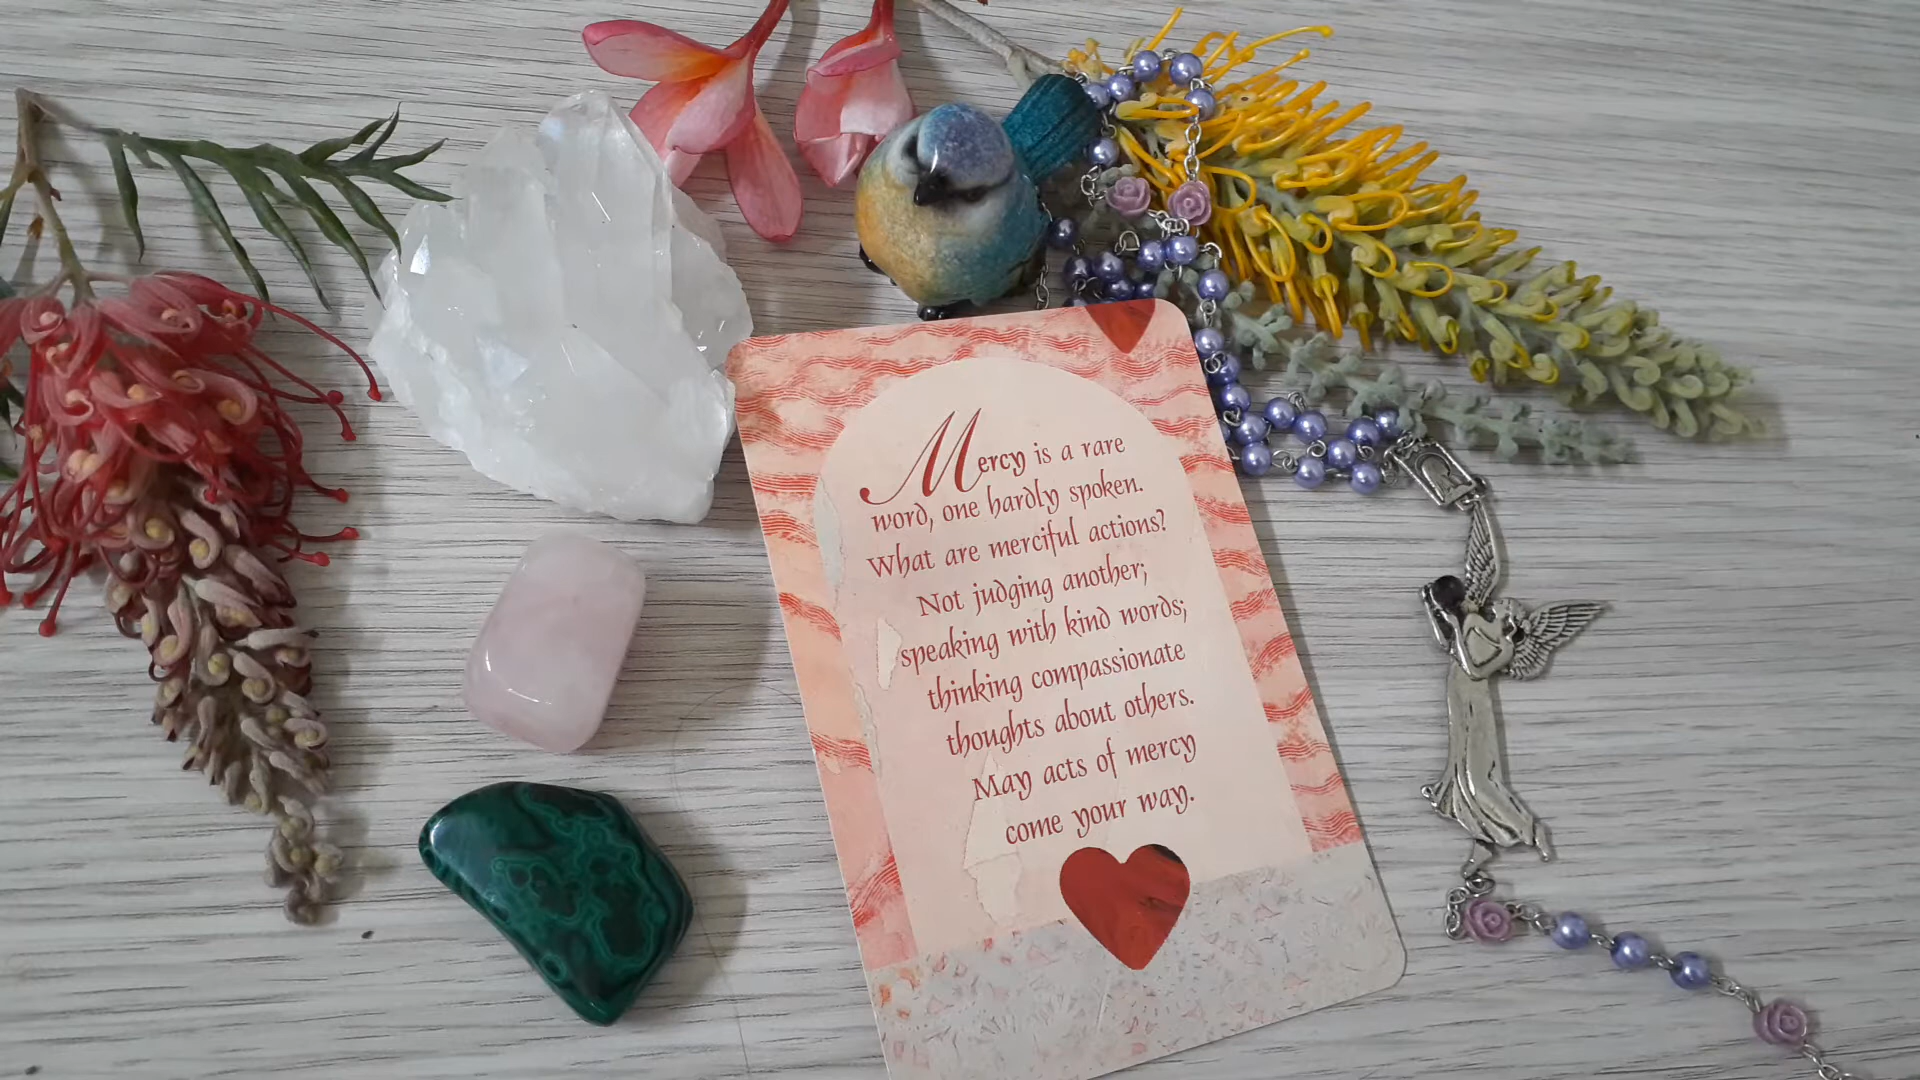 Mercy is a rare
word, one hardly spoken.
What are merciful actions?
Not judging another;
speaking with kind words;
thinking compassionate
thoughts about others.
May acts of mercy
come your way.